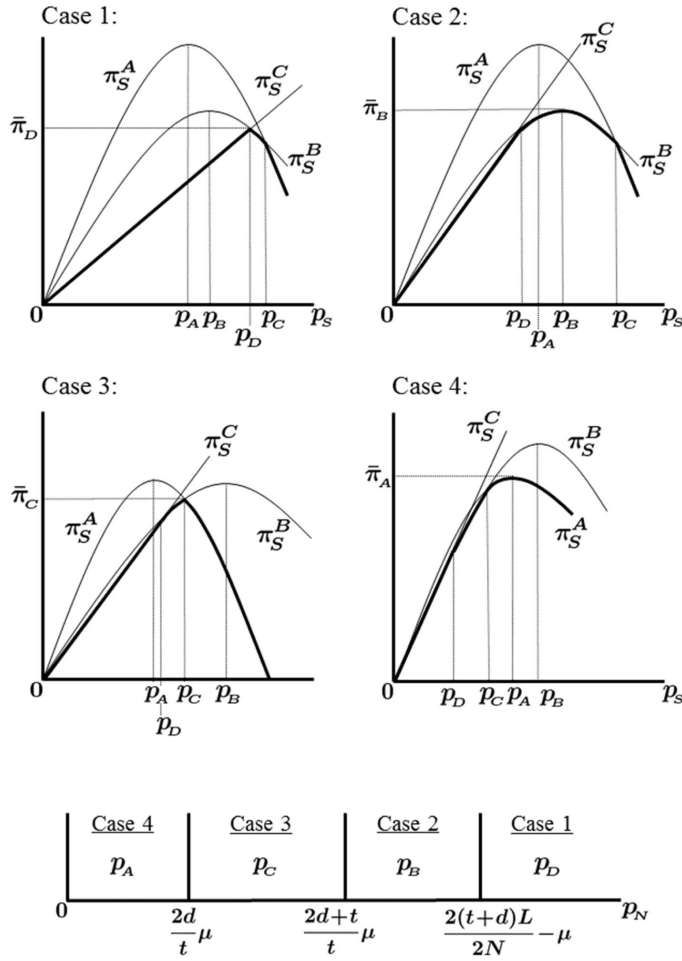 Case 1:
π_S^A
π_S^C
π̄_D
π_S^B
0
p_A p_B p_C p_S
p_D
Case 2:
π_S^A
π_S^C
π̄_B
π_S^B
0
p_D p_B p_C p_S
p_A
Case 3:
π_S^C
π̄_C
π_S^A
π_S^B
0
p_A p_C p_B
p_D
Case 4:
π_S^C
π_S^B
π̄_A
π_S^A
0
p_D p_C p_A p_B p_S
Case 4 Case 3 Case 2 Case 1
p_A p_C p_B p_D
0 2d/t μ 2d+t/t μ 2(t+d)L/2N −μ p_N